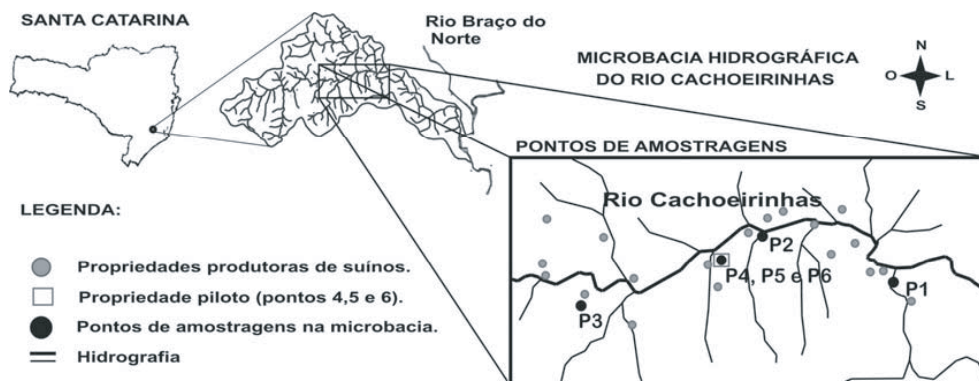 SANTA CATARINA
Rio Braço do
Norte
MICROBACIA HIDROGRÁFICA
DO RIO CACHOEIRINHAS
N
O L
S
PONTOS DE AMOSTRAGENS
Rio Cachoeirinhas
P2
P4, P5 e P6
P1
P3
LEGENDA:
Propriedades produtoras de suínos.
Propriedade piloto (pontos 4,5 e 6).
Pontos de amostragens na microbacia.
Hidrografia